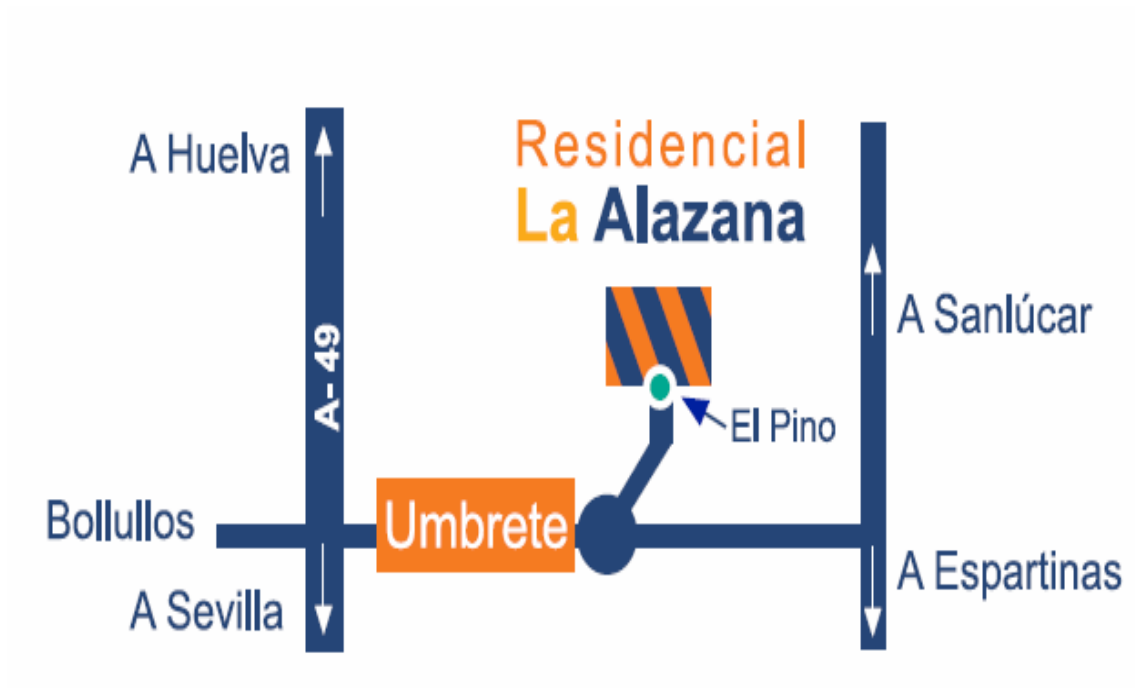 Residencial
La Alazana
A Huelva
A- 49
A Sanlúcar
El Pino
Bollullos
Umbrete
A Sevilla
A Espartinas